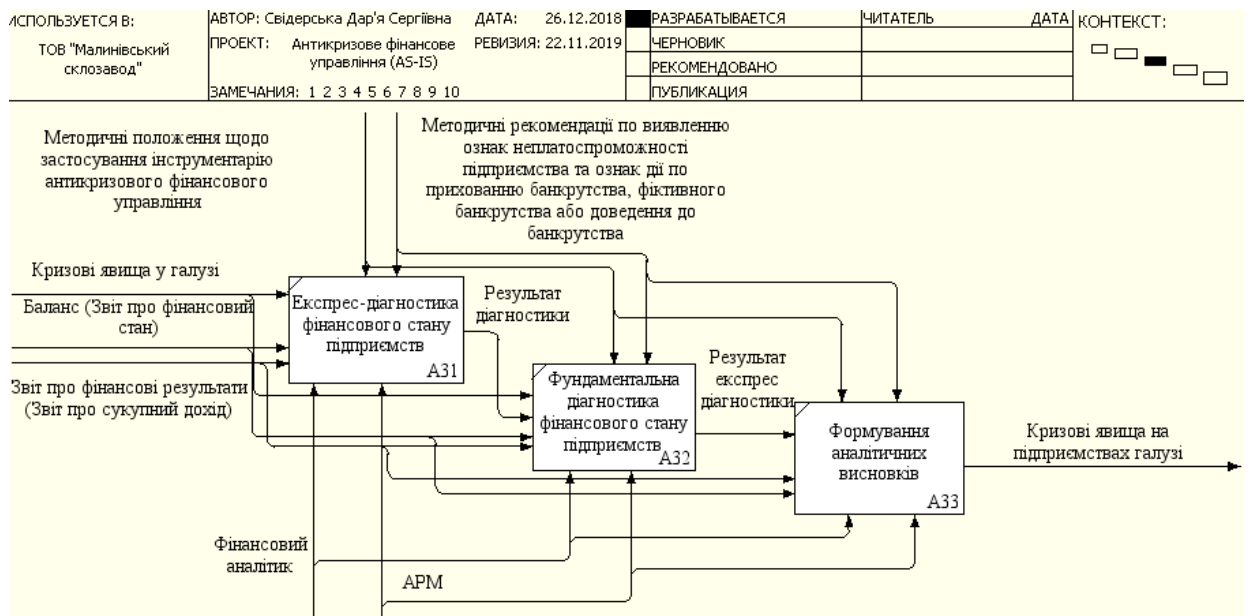 ИСПОЛЬЗУЕТСЯ В:
ТОВ "Малинівський
склозавод"
АВТОР: Свідерська Дар'я Сергіївна
ДАТА: 26.12.2018
ПРОЕКТ: Антикризове фінансове
управління (AS-IS)
РЕВИЗИЯ: 22.11.2019
ЗАМЕЧАНИЯ: 1 2 3 4 5 6 7 8 9 10
РАЗРАБАТЫВАЕТСЯ
ЧЕРНОВИК
РЕКОМЕНДОВАНО
ПУБЛИКАЦИЯ
ЧИТАТЕЛЬ
ДАТА
КОНТЕКСТ:
Методичні положення щодо
застосування інструментарію
антикризового фінансового
управління
Методичні рекомендації по виявленню
ознак неплатоспроможності
підприємства та ознак дії по
прихованню банкрутства, фіктивного
банкрутства або доведення до
банкрутства
Кризові явища у галузі
Баланс (Звіт про фінансовий
стан)
Звіт про фінансові результати
(Звіт про сукупний дохід)
Експрес-діагностика
фінансового стану
підприємств
А31
Результат
діагностики
Фундаментальна
діагностика
фінансового стану
підприємств
А32
Результат
експрес
діагностики
Формування
аналітичних
висновків
А33
Кризові явища на
підприємствах галузі
Фінансовий
аналітик
АРМ